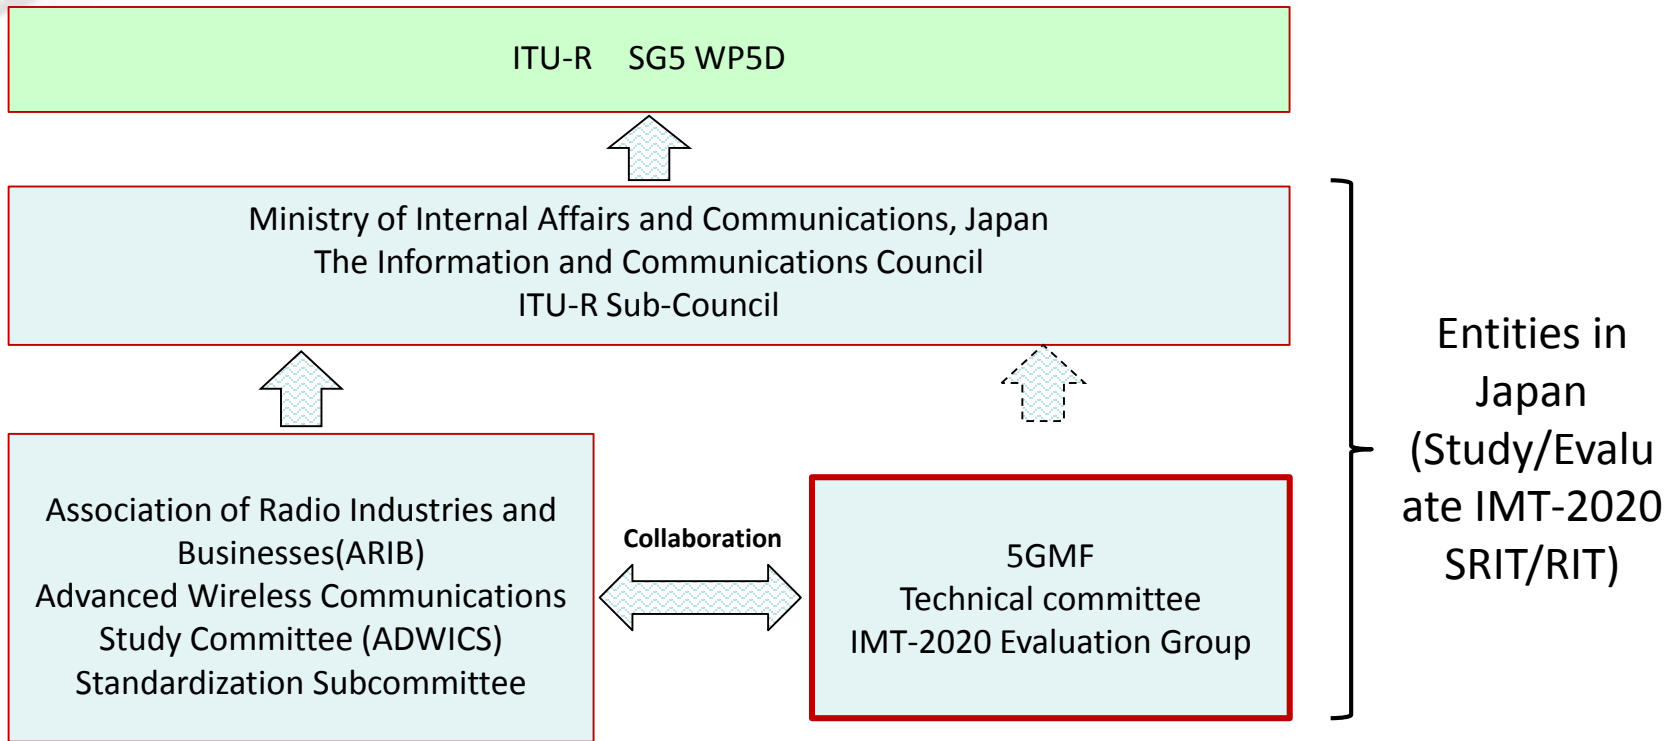 ITU-R SG5 WP5D
Ministry of Internal Affairs and Communications, Japan
The Information and Communications Council
ITU-R Sub-Council
Association of Radio Industries and
Businesses(ARIB)
Advanced Wireless Communications
Study Committee (ADWICS)
Standardization Subcommittee
Collaboration
5GMF
Technical committee
IMT-2020 Evaluation Group
Entities in
Japan
(Study/Evalu
ate IMT-2020
SRIT/RIT)